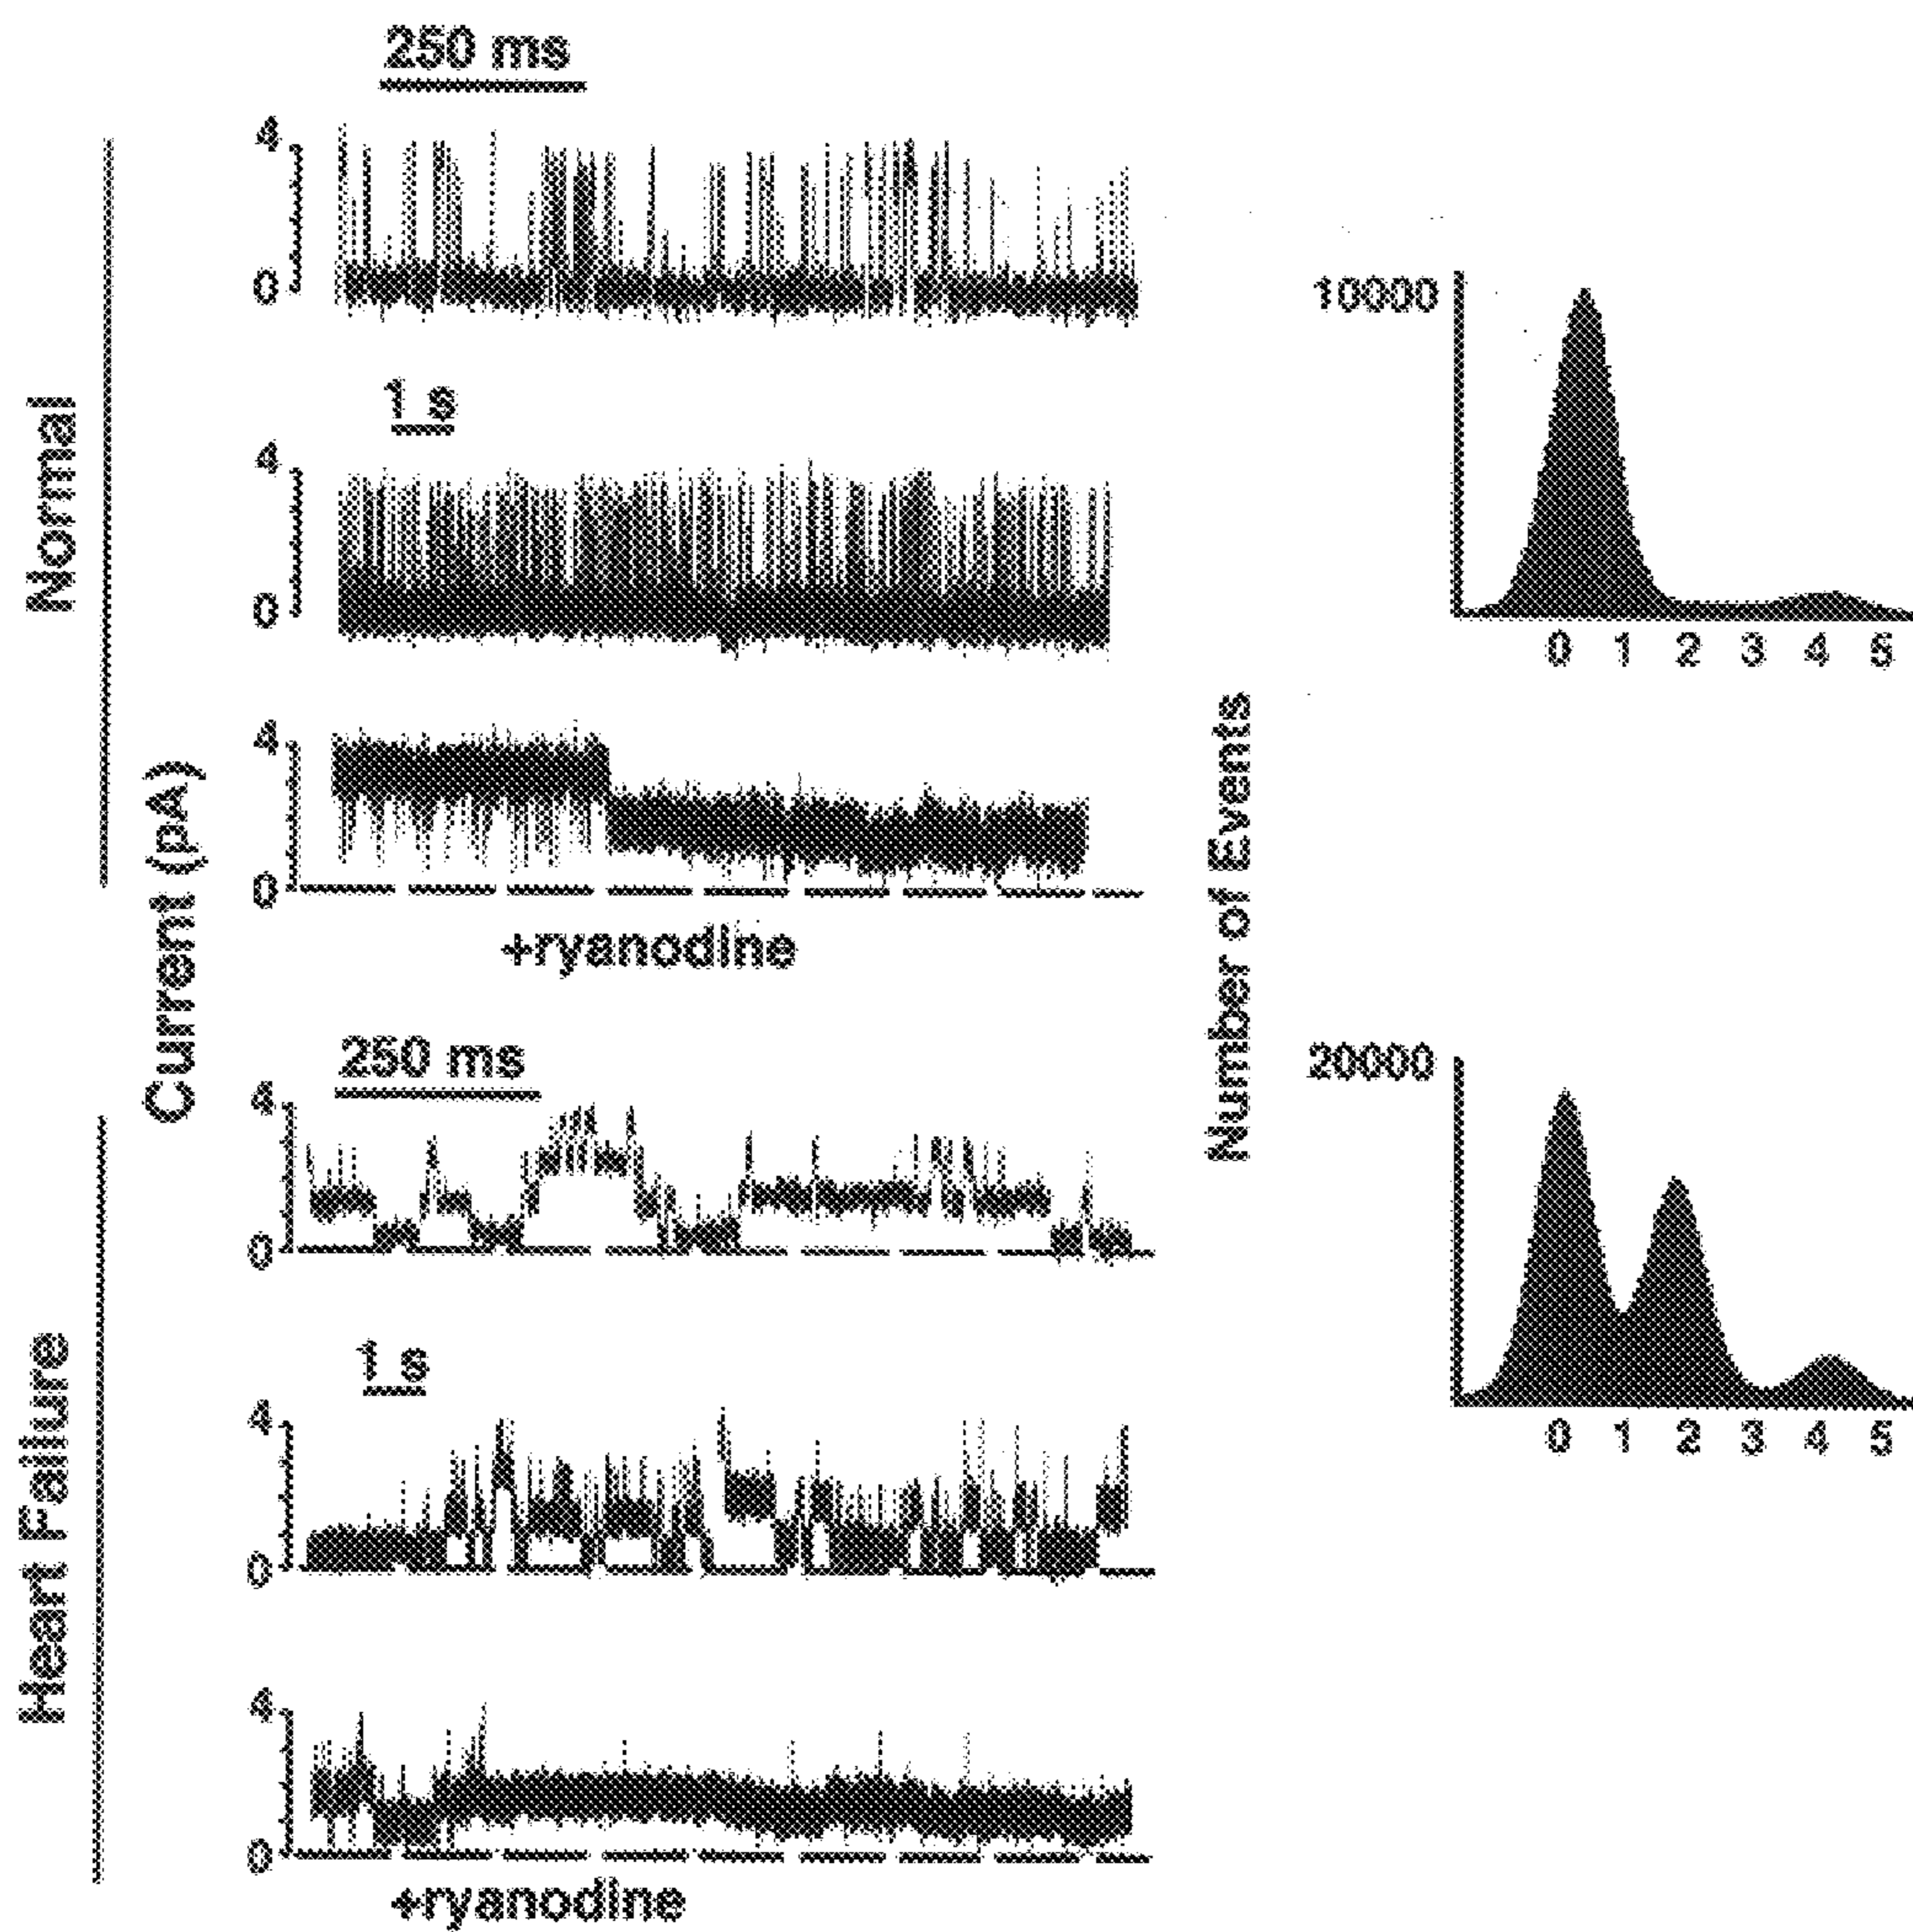 Normal
Heart Failure
Current (pA)
250 ms
4
0
1 s
4
0
4
0
+ryanodine
250 ms
4
0
1 s
4
0
4
0
+ryanodine
Number of Events
10000
0 1 2 3 4 5
20000
0 1 2 3 4 5